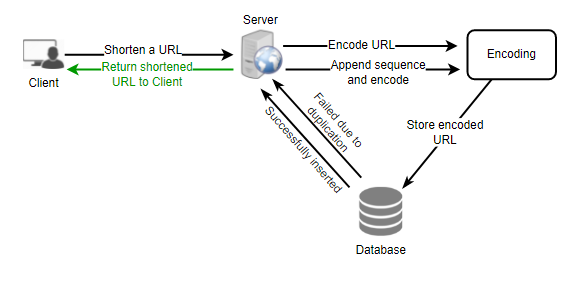 Server
Shorten a URL
Encode URL
Encoding
Return shortened
URL to Client
Append sequence
and encode
Client
Failed due to
duplication
Successfully inserted
Store encoded
URL
Database